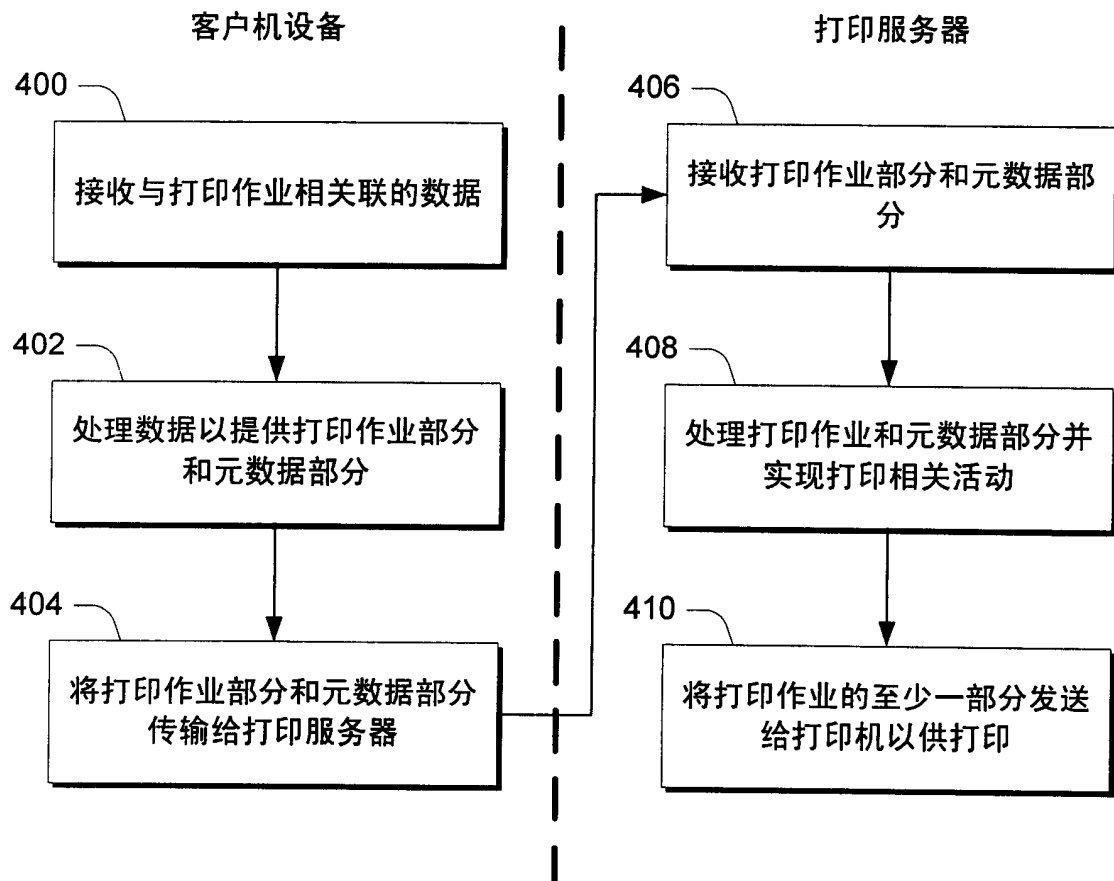 客户机设备
400
接收与打印作业相关联的数据
402
处理数据以提供打印作业部分
和元数据部分
404
将打印作业部分和元数据部分
传输给打印服务器
打印服务器
406
接收打印作业部分和元数据部
分
408
处理打印作业和元数据部分并
实现打印相关活动
410
将打印作业的至少一部分发送
给打印机以供打印